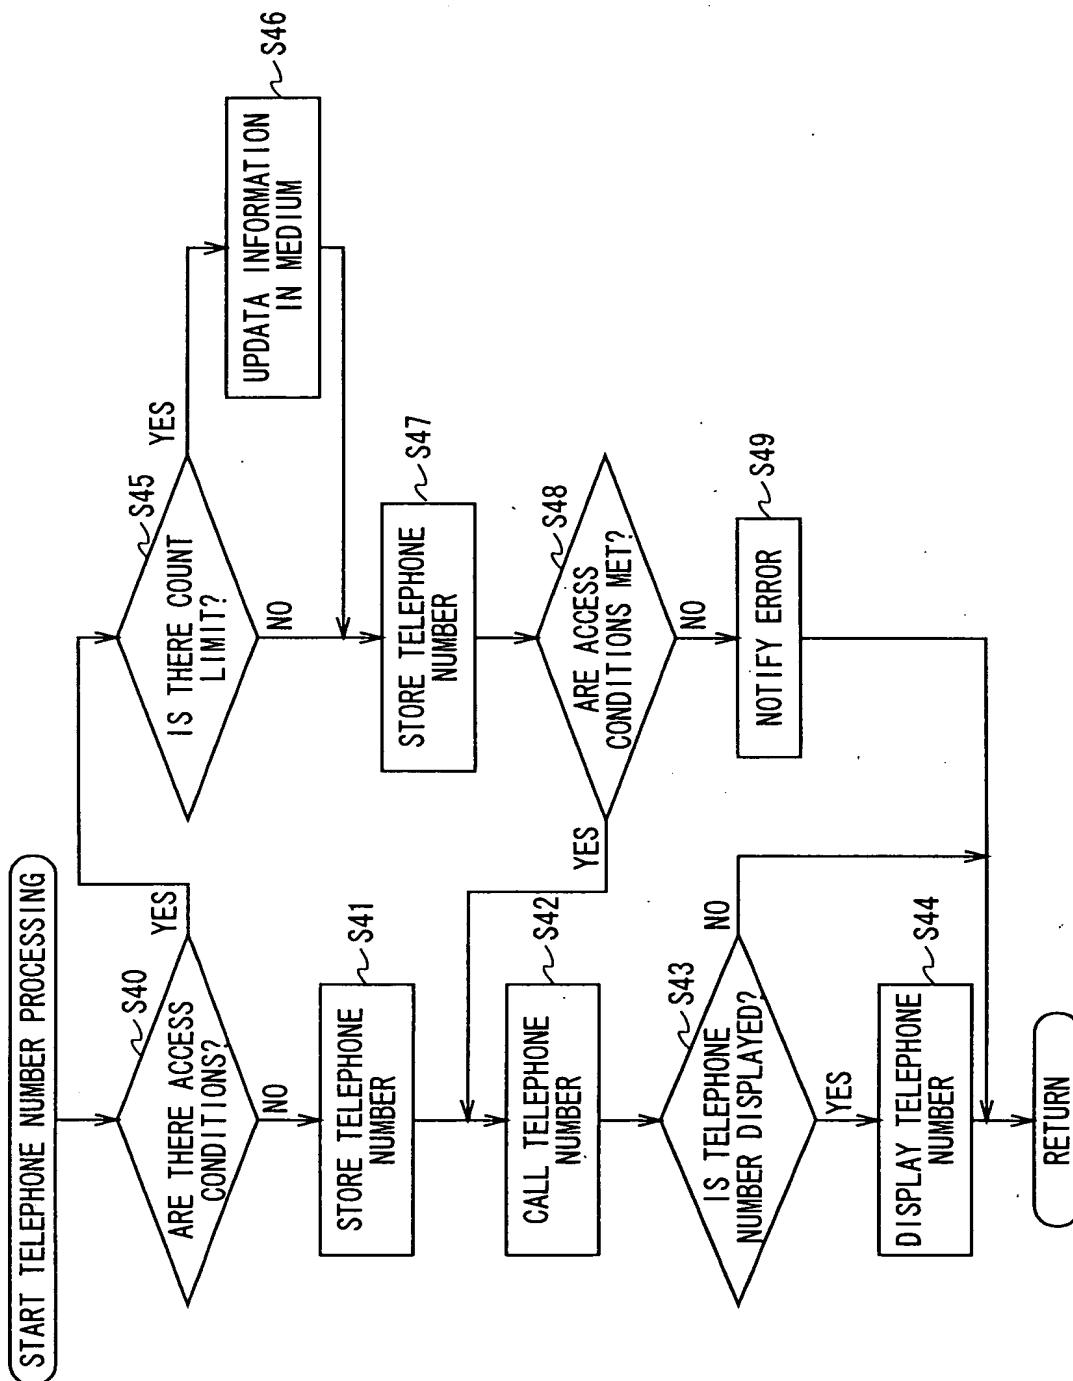 START TELEPHONE NUMBER PROCESSING
S40
ARE THERE ACCESS
CONDITIONS?
YES
NO
S41
STORE TELEPHONE
NUMBER
S42
CALL TELEPHONE
NUMBER
S43
IS TELEPHONE
NUMBER DISPLAYED?
NO
YES
S44
DISPLAY TELEPHONE
NUMBER
RETURN
S45
IS THERE COUNT
LIMIT?
YES
NO
S46
UPDATA INFORMATION
IN MEDIUM
S47
STORE TELEPHONE
NUMBER
S48
ARE ACCESS
CONDITIONS MET?
YES
NO
S49
NOTIFY ERROR